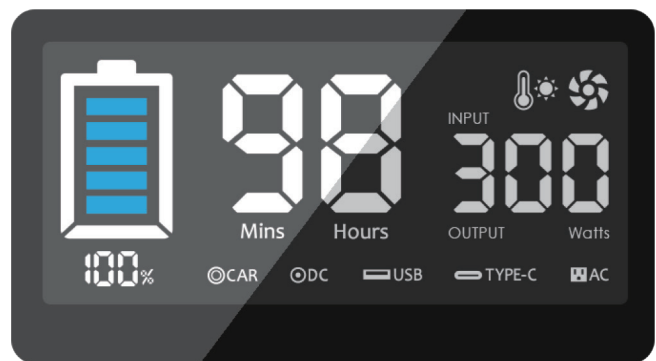 98
INPUT
300
Mins Hours
OUTPUT Watts
100%
CAR DC USB TYPE-C AC